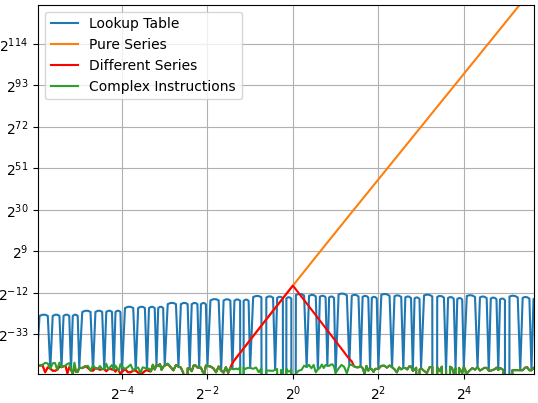 Lookup Table
Pure Series
Different Series
Complex Instructions
2^114
2^93
2^72
2^51
2^30
2^9
2^-12
2^-33
2^-4 2^-2 2^0 2^2 2^4